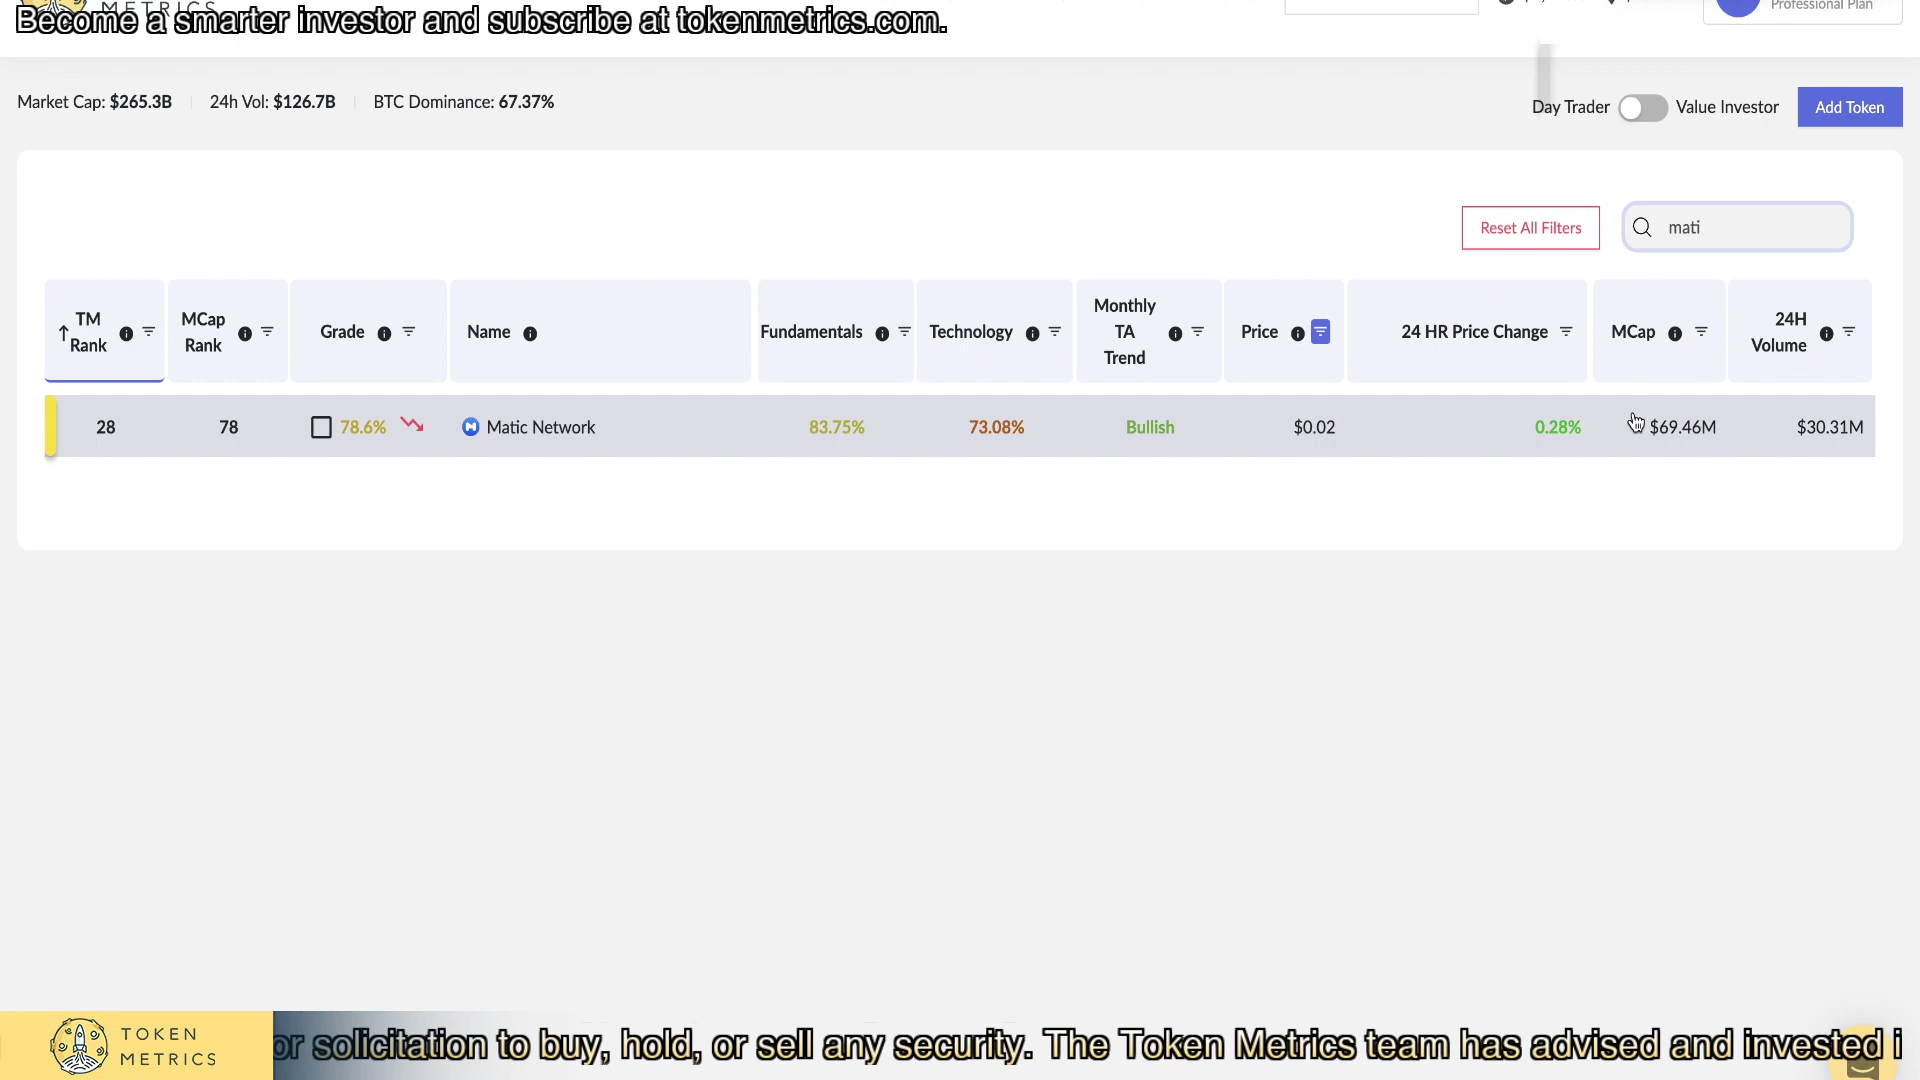 METRICS
Professional Plan
Become a smarter investor and subscribe at tokenmetrics.com.
Market Cap: $265.3B 24h Vol: $126.7B BTC Dominance: 67.37%
Day Trader Value Investor Add Token
Reset All Filters mati
TM Rank MCap Rank Grade Name Fundamentals Technology Monthly TA Trend Price 24 HR Price Change MCap 24H Volume
28 78 78.6% Matic Network 83.75% 73.08% Bullish $0.02 0.28% $69.46M $30.31M
TOKEN METRICS
or solicitation to buy, hold, or sell any security. The Token Metrics team has advised and invested i